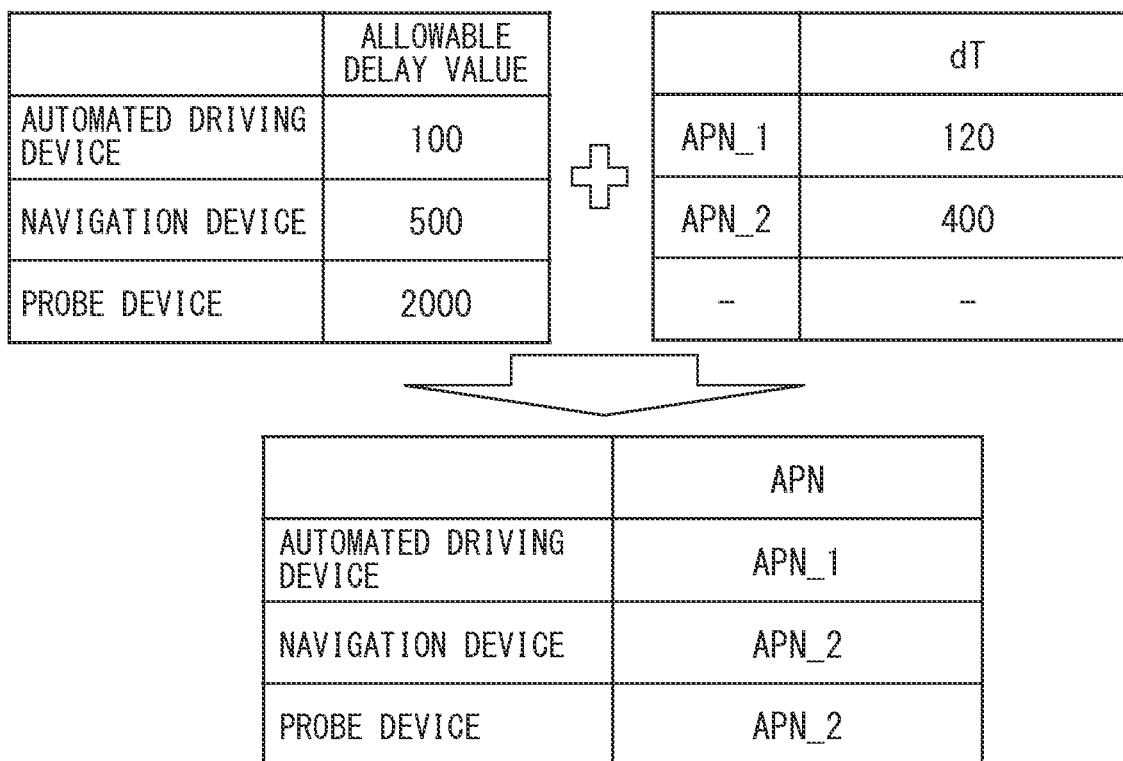 ALLOWABLE
DELAY VALUE
AUTOMATED DRIVING
DEVICE
100
NAVIGATION DEVICE
500
PROBE DEVICE
2000
dT
APN_1
120
APN_2
400
-
-
APN
AUTOMATED DRIVING
DEVICE
APN_1
NAVIGATION DEVICE
APN_2
PROBE DEVICE
APN_2